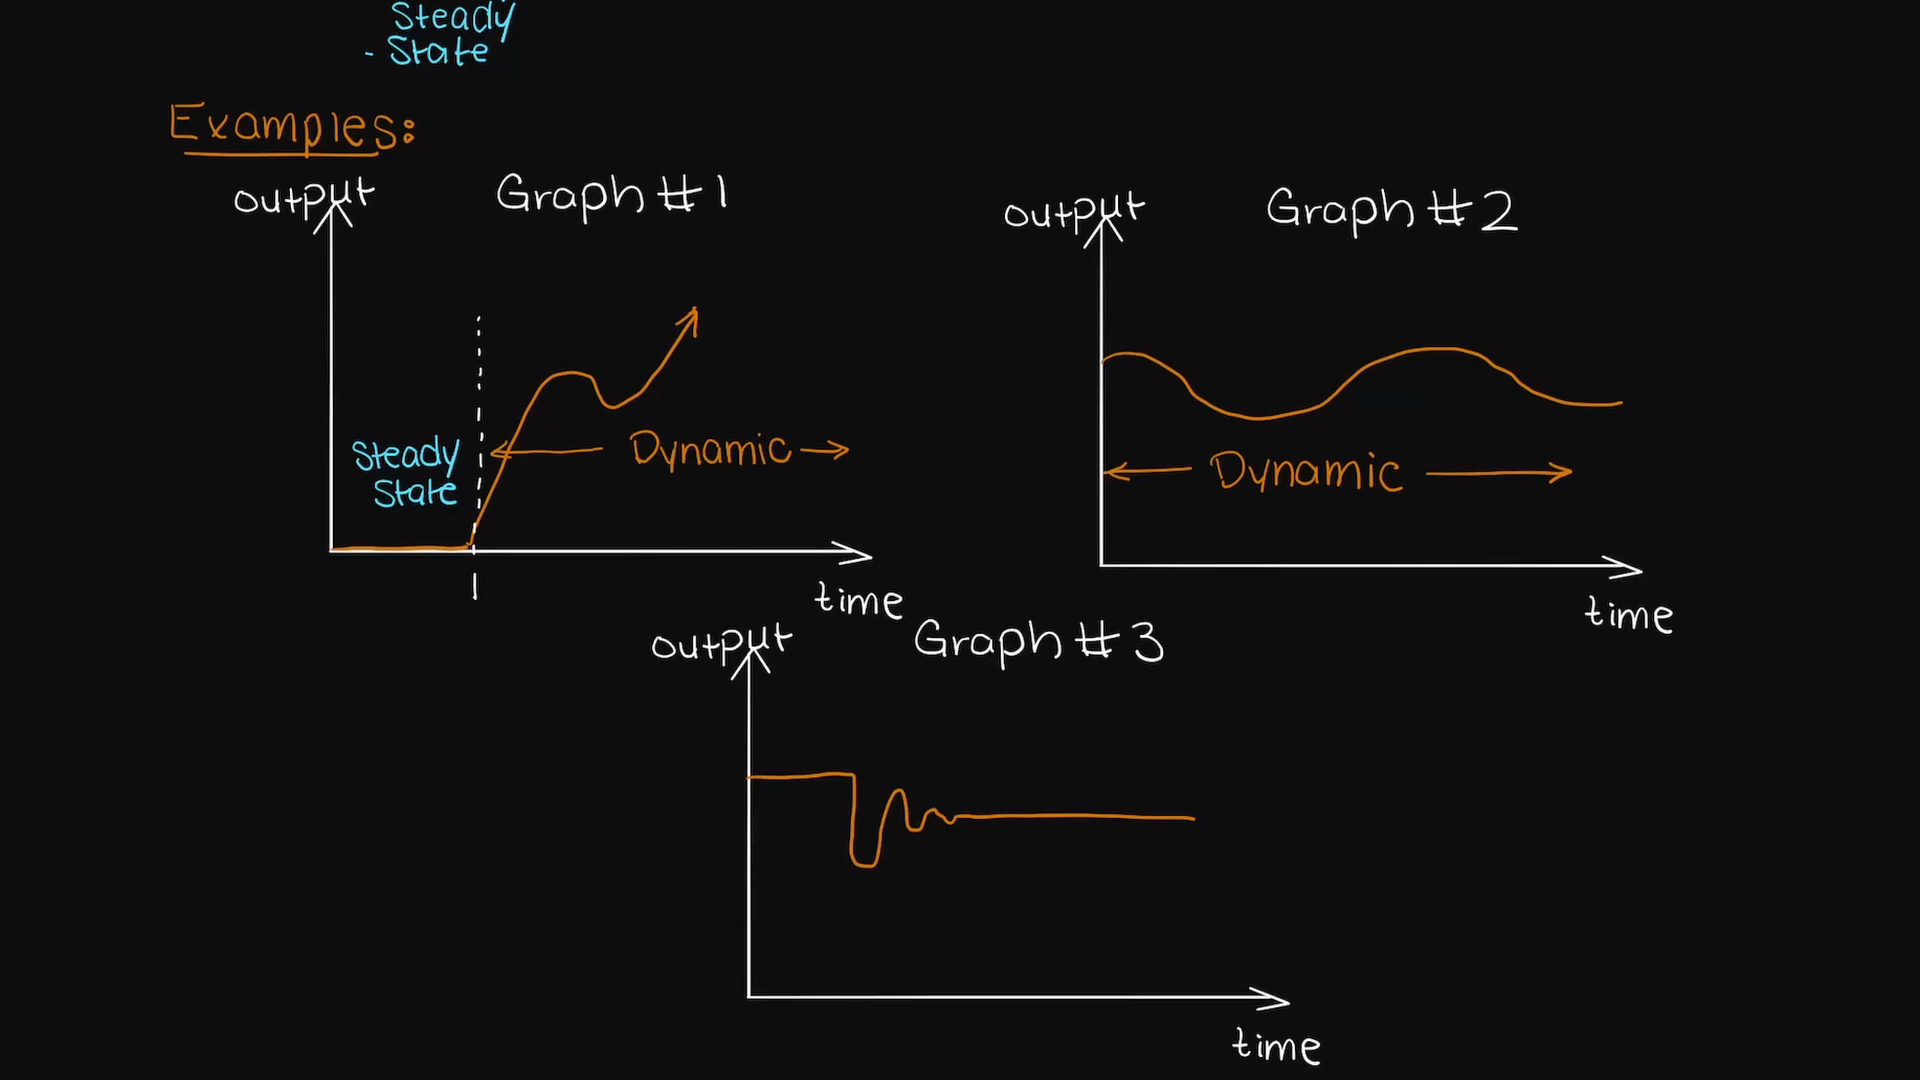 Steady
- State
Examples:
output
Graph #1
Steady
State
Dynamic
1
time
output
Graph #2
Dynamic
time
output
Graph #3
time